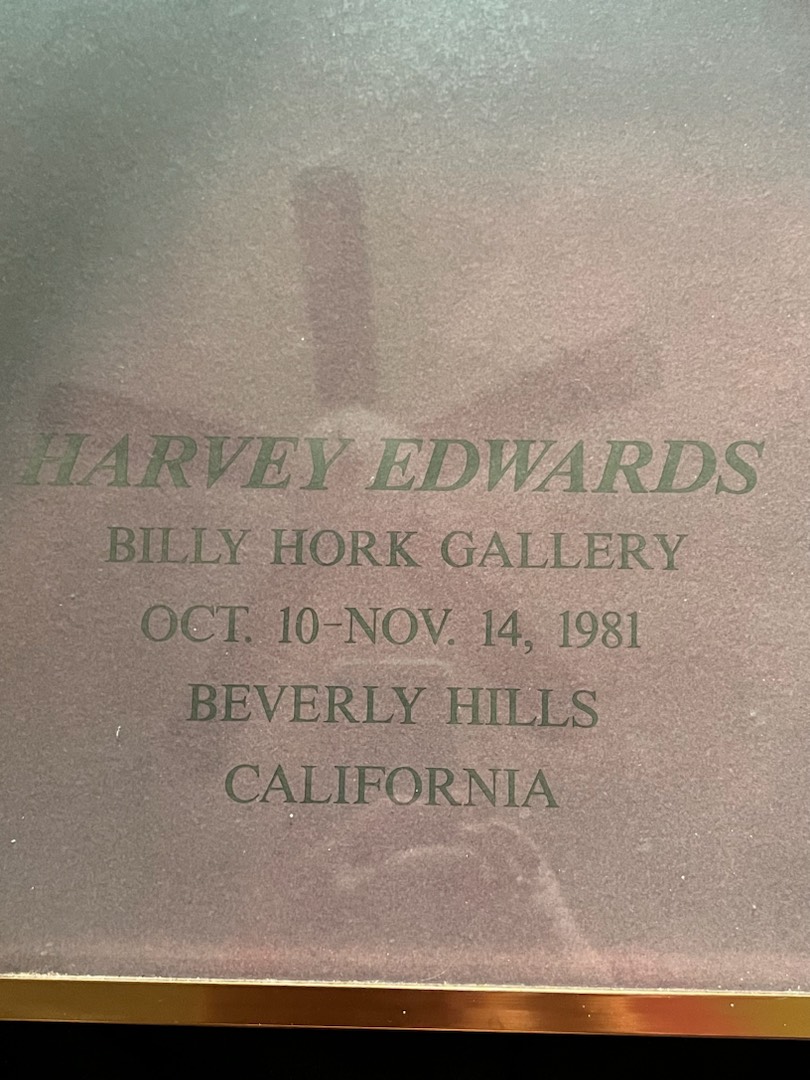 HARVEY EDWARDS
BILLY HORK GALLERY
OCT. 10-NOV. 14, 1981
BEVERLY HILLS
CALIFORNIA